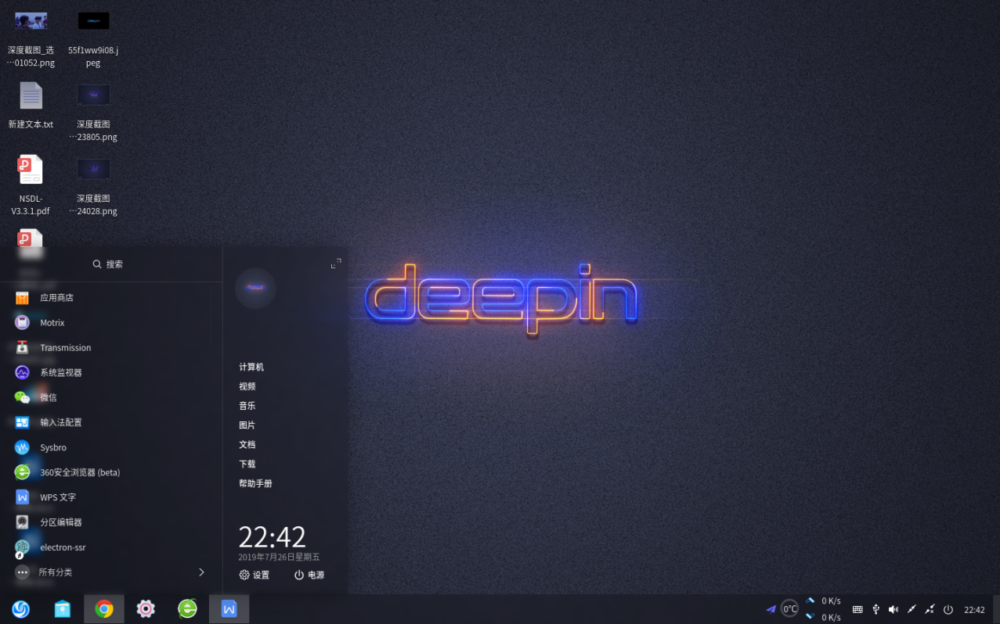 深度截图_选
…01052.png
55f1ww9i08.j
peg
新建文本.txt
深度截图
…23805.png
NSDL-
V3.3.1.pdf
深度截图
…24028.png
搜索
应用商店
Motrix
Transmission
系统监视器
微信
输入法配置
Sysbro
360安全浏览器 (beta)
WPS 文字
分区编辑器
electron-ssr
所有分类
计算机
视频
音乐
图片
文档
下载
帮助手册
22:42
2019年7月26日星期五
设置
电源
deepin
0℃
0 K/s
0 K/s
22:42